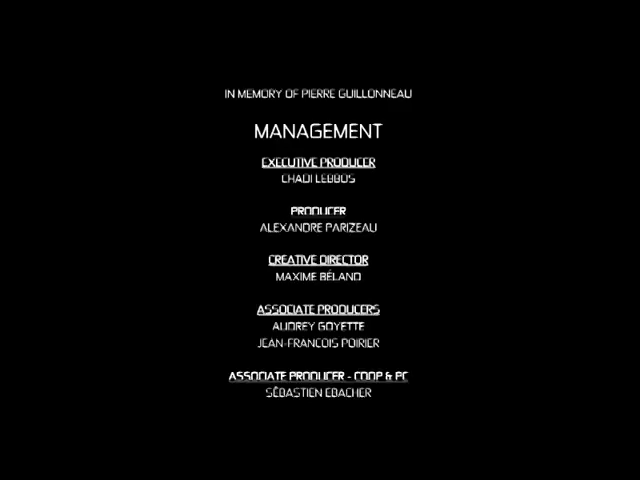 IN MEMORY OF PIERRE GUILLONNEAU
MANAGEMENT
EXECUTIVE PRODUCER
CHADI LEBBOS
PRODUCER
ALEXANDRE PARIZEAU
CREATIVE DIRECTOR
MAXIME BÉLAND
ASSOCIATE PRODUCERS
AUDREY GOYETTE
JEAN-FRANCOIS POIRIER
ASSOCIATE PRODUCER - COOP & PC
SÉBASTIEN EBACHER